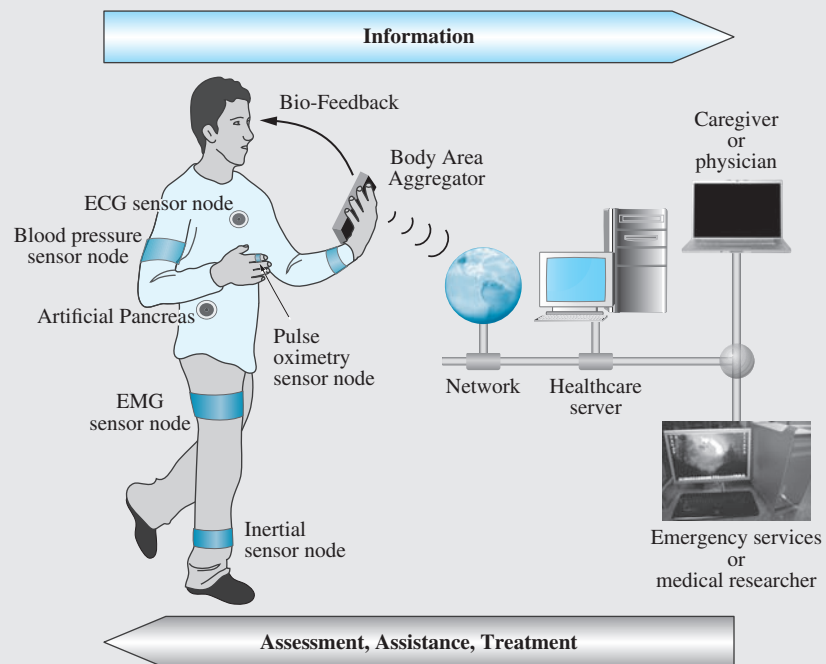 Information
Bio-Feedback
Body Area
Aggregator
Caregiver
or
physician
ECG sensor node
Blood pressure
sensor node
Artificial Pancreas
Pulse
oximetry
sensor node
Network
Healthcare
server
EMG
sensor node
Inertial
sensor node
Emergency services
or
medical researcher
Assessment, Assistance, Treatment